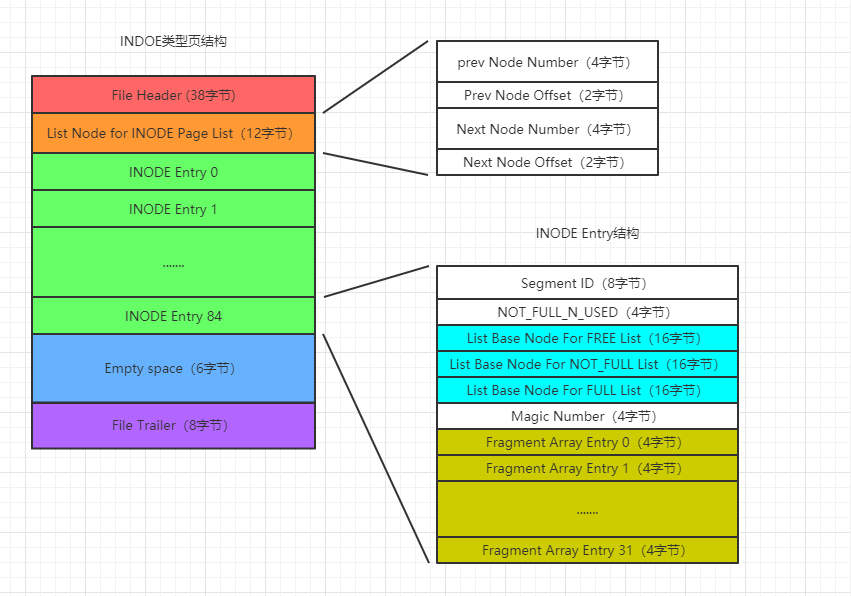 INDOE类型页结构
File Header (38字节)
List Node for INODE Page List（12字节）
INODE Entry 0
INODE Entry 1
.......
INODE Entry 84
Empty space（6字节）
File Trailer（8字节）
prev Node Number（4字节）
Prev Node Offset（2字节）
Next Node Number（4字节）
Next Node Offset（2字节）
INODE Entry结构
Segment ID（8字节）
NOT_FULL_N_USED（4字节）
List Base Node For FREE List（16字节）
List Base Node For NOT_FULL List（16字节）
List Base Node For FULL List（16字节）
Magic Number（4字节）
Fragment Array Entry 0（4字节）
Fragment Array Entry 1（4字节）
.......
Fragment Array Entry 31（4字节）